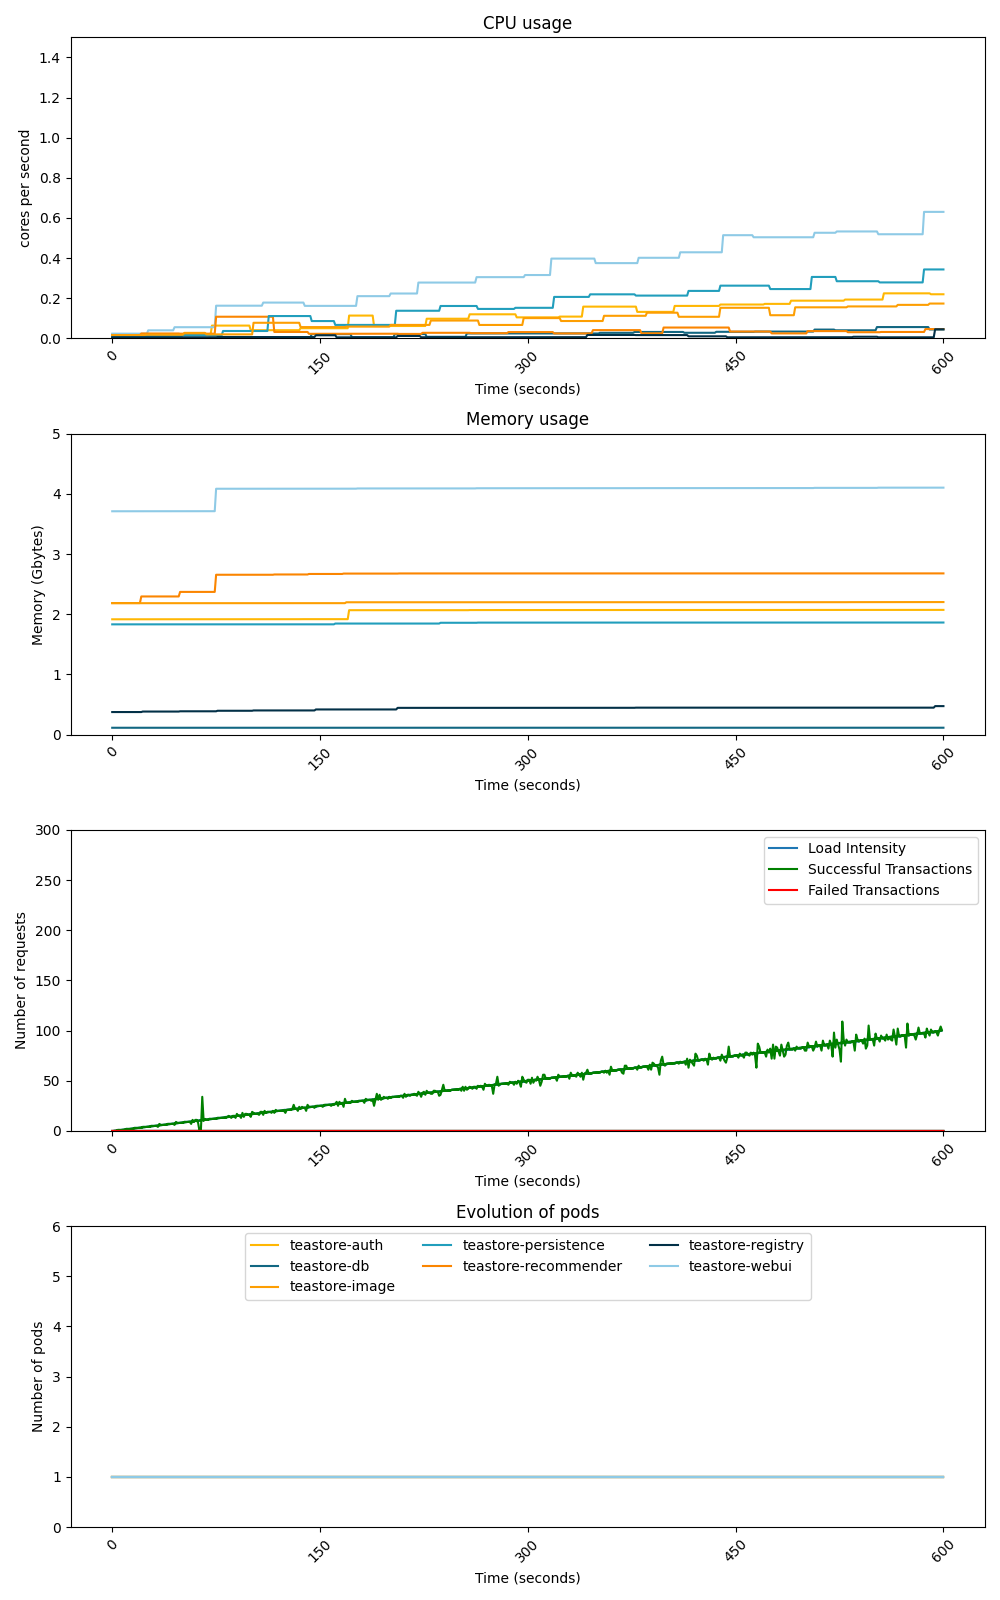 CPU usage
1.4
1.2
1.0
0.8
0.6
0.4
0.2
0.0
cores per second
0 150 300 450 600
Time (seconds)
Memory usage
5
4
3
2
1
0
Memory (Gbytes)
0 150 300 450 600
Time (seconds)
300
250
200
150
100
50
0
Number of requests
Load Intensity
Successful Transactions
Failed Transactions
0 150 300 450 600
Time (seconds)
Evolution of pods
6
5
4
3
2
1
0
Number of pods
teastore-auth teastore-persistence teastore-registry
teastore-db teastore-recommender teastore-webui
teastore-image
0 150 300 450 600
Time (seconds)